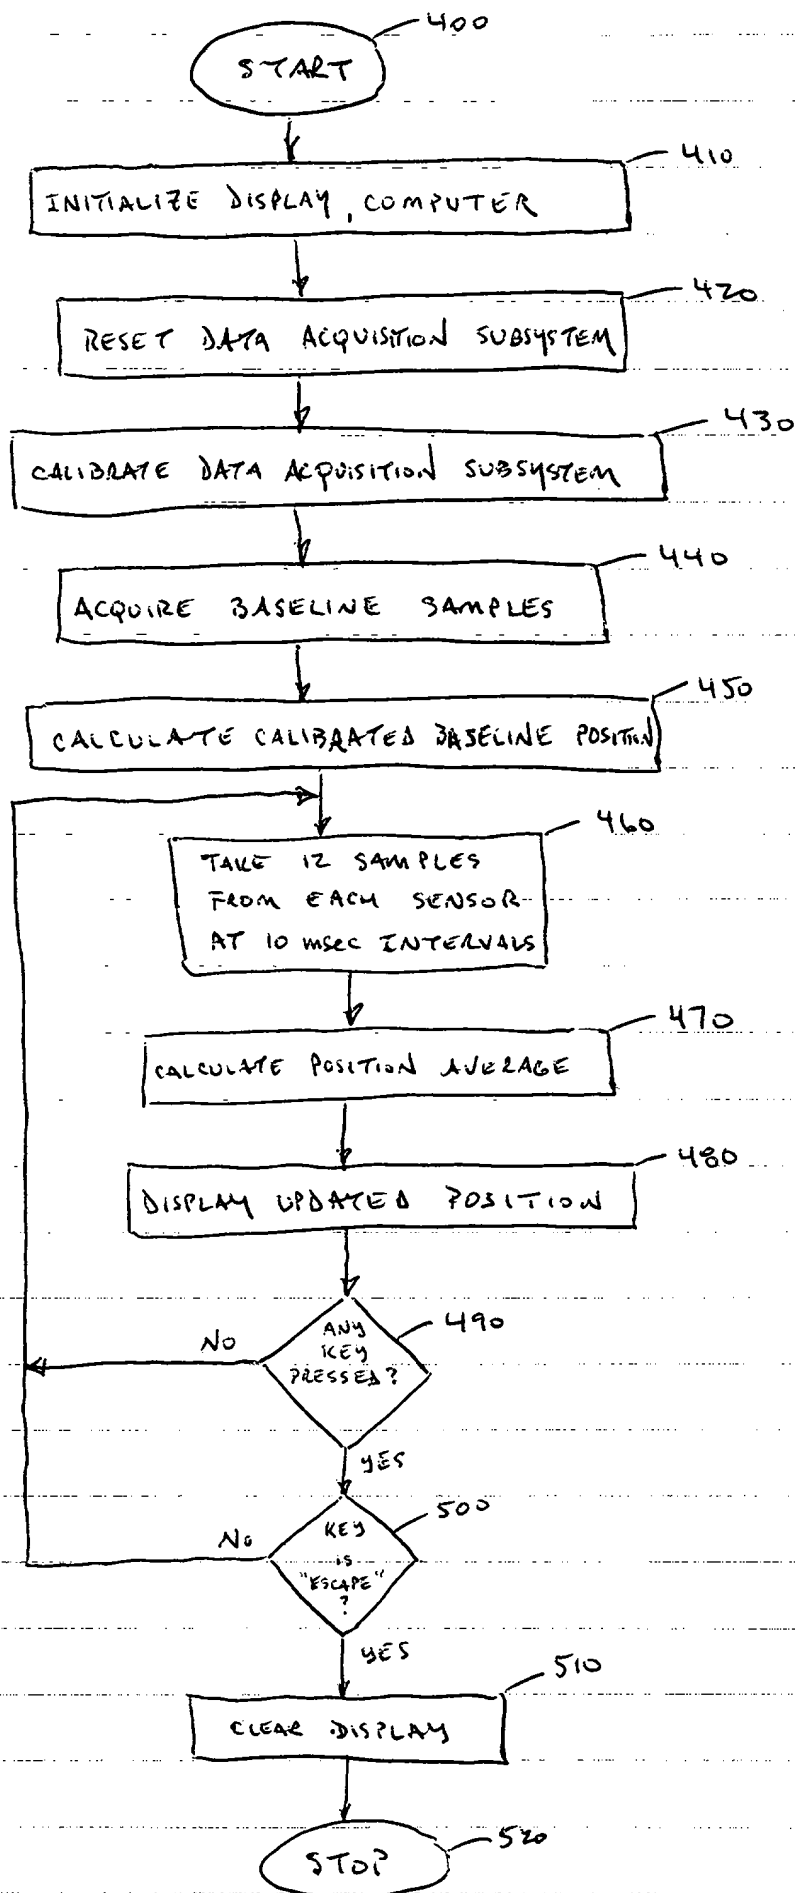 400
START
410
INITIALIZE DISPLAY, COMPUTER
420
RESET DATA ACQUISITION SUBSYSTEM
430
CALIBRATE DATA ACQUISITION SUBSYSTEM
440
ACQUIRE BASELINE SAMPLES
450
CALCULATE CALIBRATED BASELINE POSITION
460
TAKE 12 SAMPLES
FROM EACH SENSOR
AT 10 msec INTERVALS
470
CALCULATE POSITION AVERAGE
480
DISPLAY UPDATED POSITION
490
ANY
KEY
PRESSED?
NO
YES
500
KEY
is
"ESCAPE"
?
No
YES
510
CLEAR DISPLAY
520
STOP